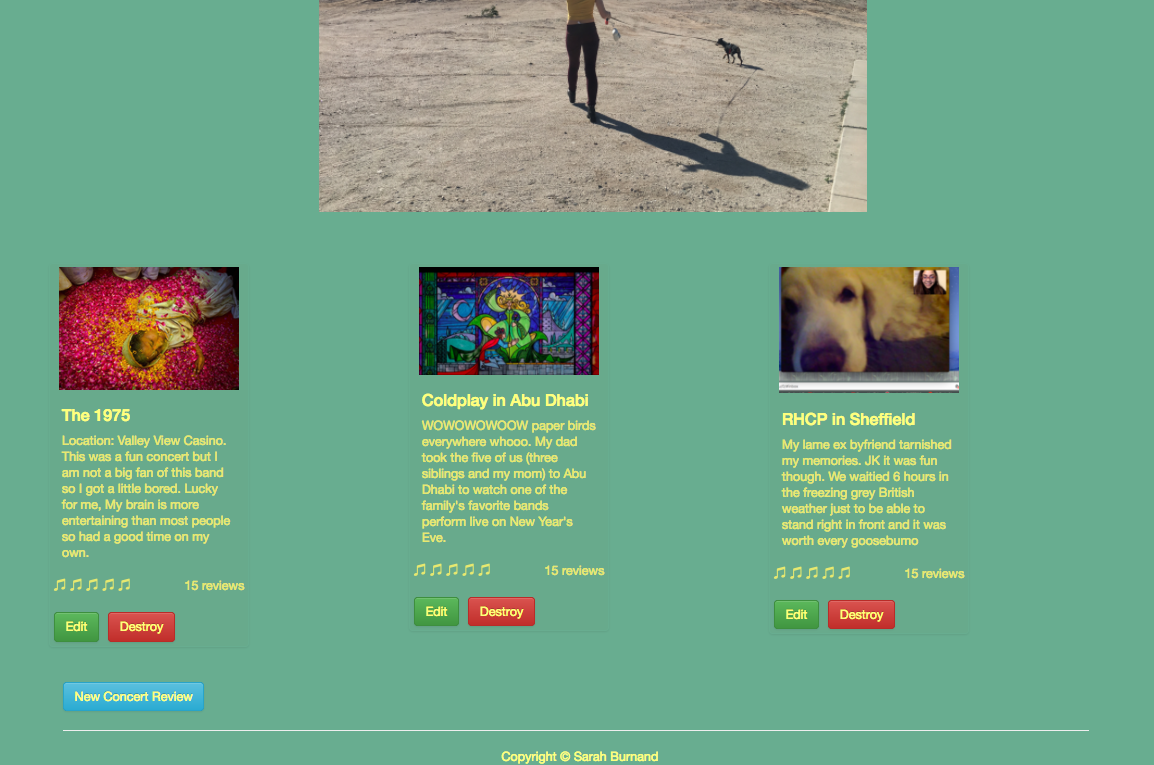 The 1975
Location: Valley View Casino.
This was a fun concert but I
am not a big fan of this band
so I got a little bored. Lucky
for me, My brain is more
entertaining than most people
so had a good time on my
own.
15 reviews
Edit Destroy
Coldplay in Abu Dhabi
WOWOWOWOOW paper birds
everywhere whooo. My dad
took the five of us (three
siblings and my mom) to Abu
Dhabi to watch one of the
family's favorite bands
perform live on New Year's
Eve.
15 reviews
Edit Destroy
RHCP in Sheffield
My lame ex byfriend tarnished
my memories. JK it was fun
though. We waitied 6 hours in
the freezing grey British
weather just to be able to
stand right in front and it was
worth every goosebumo
15 reviews
Edit Destroy
New Concert Review
Copyright © Sarah Burnand